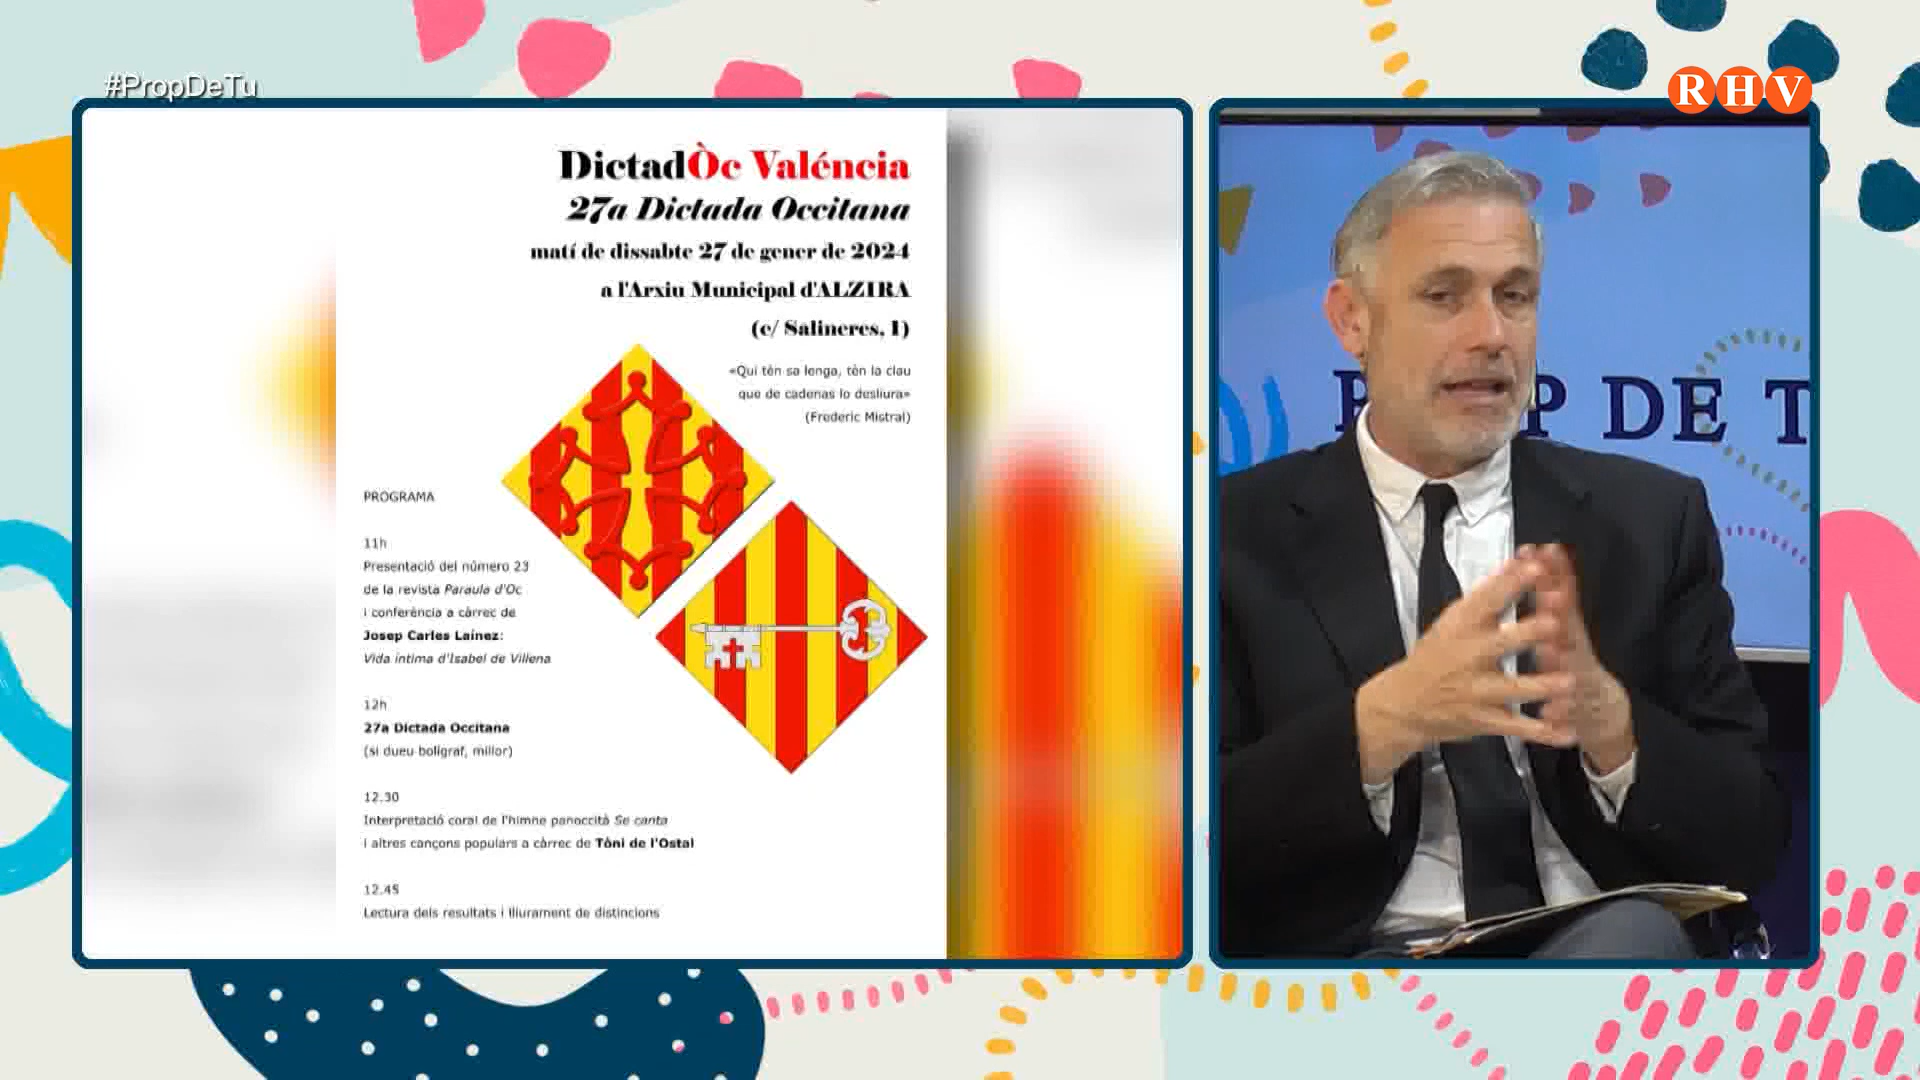 #PropDeTu
RHV
DictadÒc Valéncia
27a Dictada Occitana
matí de dissabte 27 de gener de 2024
a l'Arxiu Municipal d'ALZIRA
(c/ Salineres, 1)
«Qui tèn sa lenga, tèn la clau
que de cadenas lo desliura»
(Frederic Mistral)
PROGRAMA
11h
Presentació del número 23
de la revista Paraula d'Oc
i conferència a càrrec de
Josep Carles Laínez:
Vida íntima d'Isabel de Villena
12h
27a Dictada Occitana
(si dueu bolígraf, millor)
12.30
Interpretació coral de l'himne panoccità Se canta
i altres cançons populars a càrrec de Tòni de l'Ostal
12.45
Lectura dels resultats i lliurament de distincions
P DE T